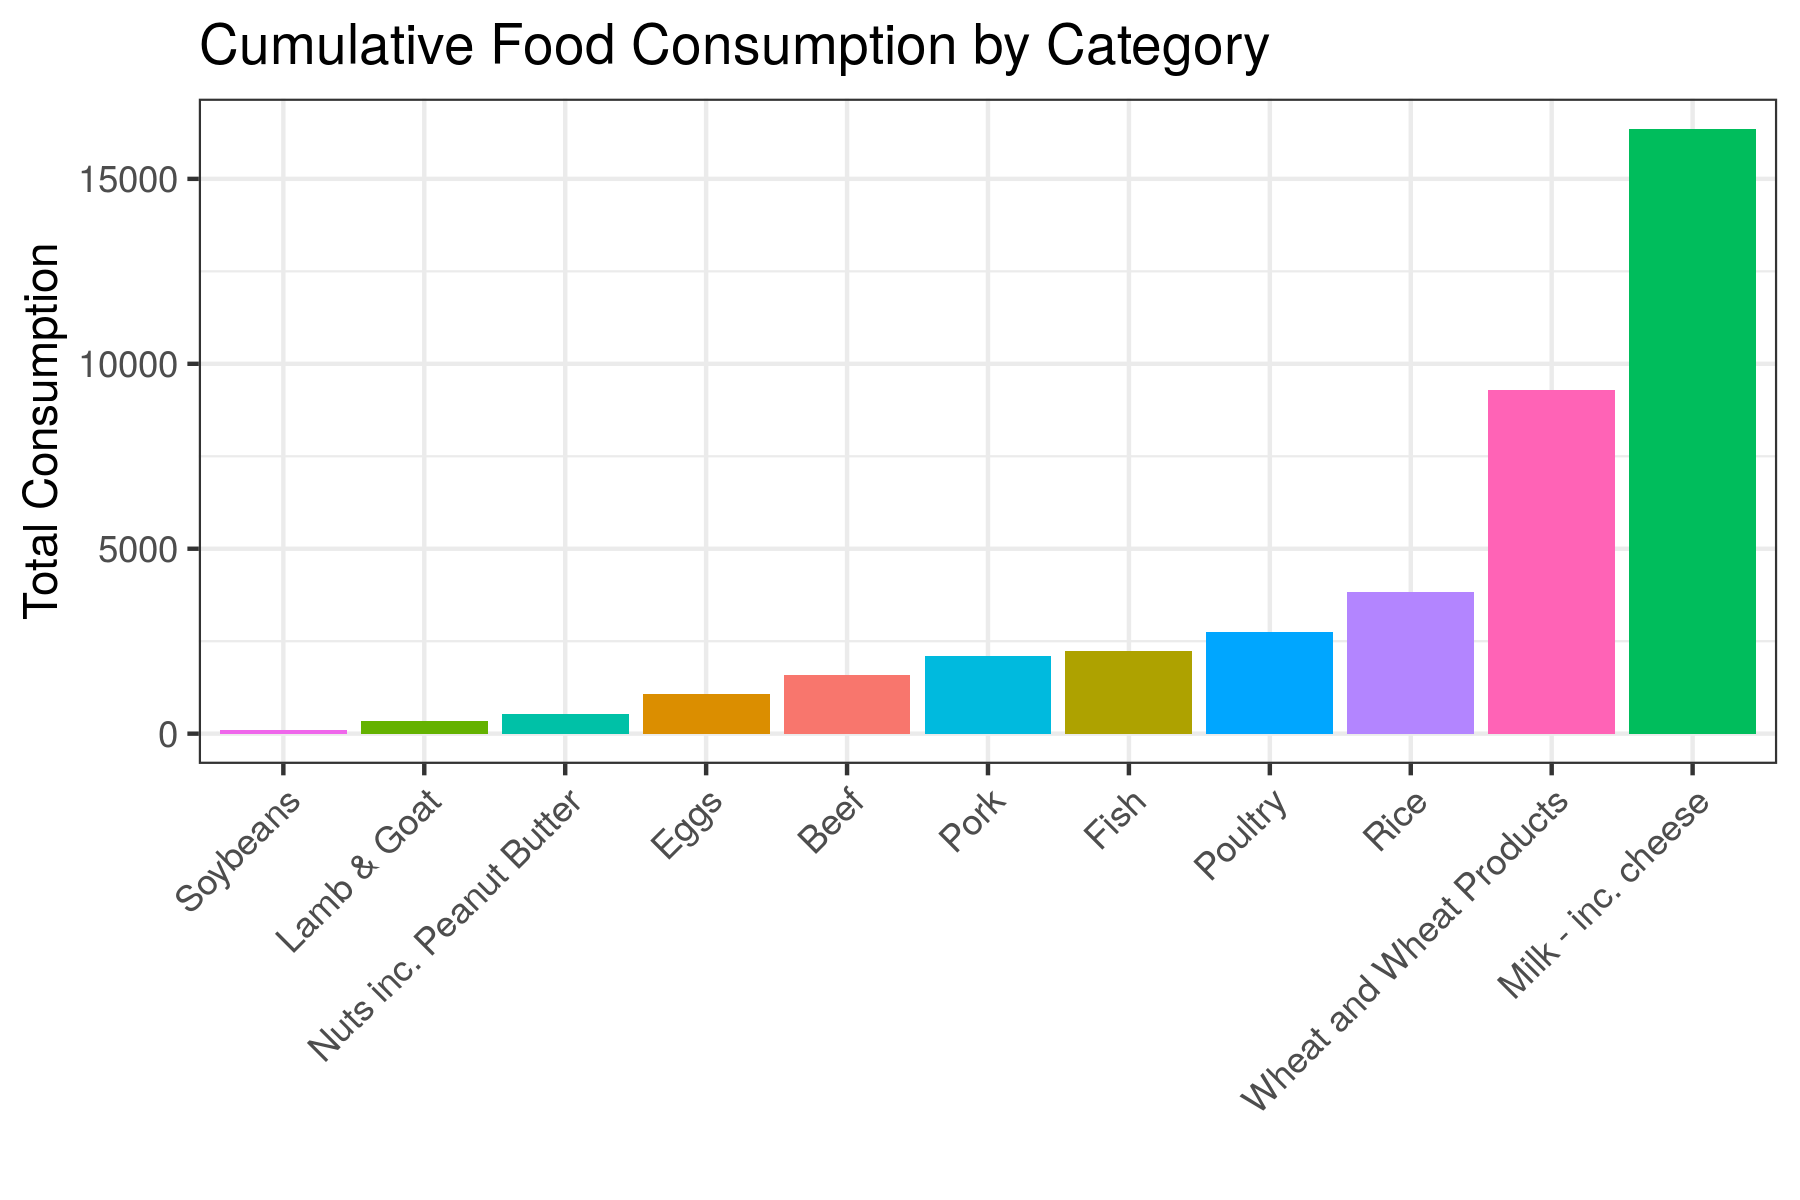 Cumulative Food Consumption by Category
Total Consumption
15000
10000
5000
0
Soybeans
Lamb & Goat
Nuts inc. Peanut Butter
Eggs
Beef
Pork
Fish
Poultry
Rice
Wheat and Wheat Products
Milk - inc. cheese